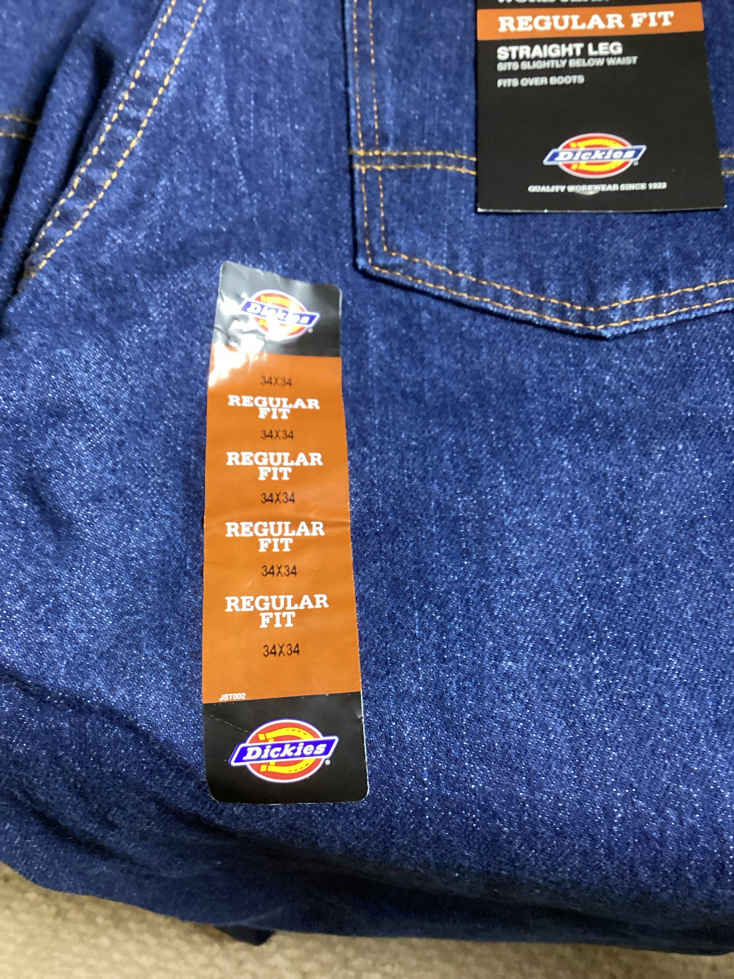 REGULAR FIT
STRAIGHT LEG
SITS SLIGHTLY BELOW WAIST
FITS OVER BOOTS
Dickies
QUALITY WORKWEAR SINCE 1922
Dickies
34X34
REGULAR
FIT
34X34
REGULAR
FIT
34X34
REGULAR
FIT
34X34
REGULAR
FIT
34X34
JST002
Dickies